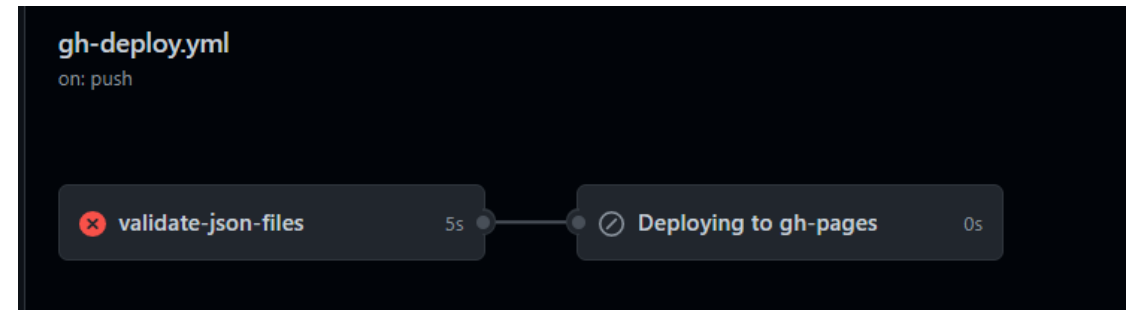 gh-deploy.yml
on: push
validate-json-files 5s
Deploying to gh-pages 0s